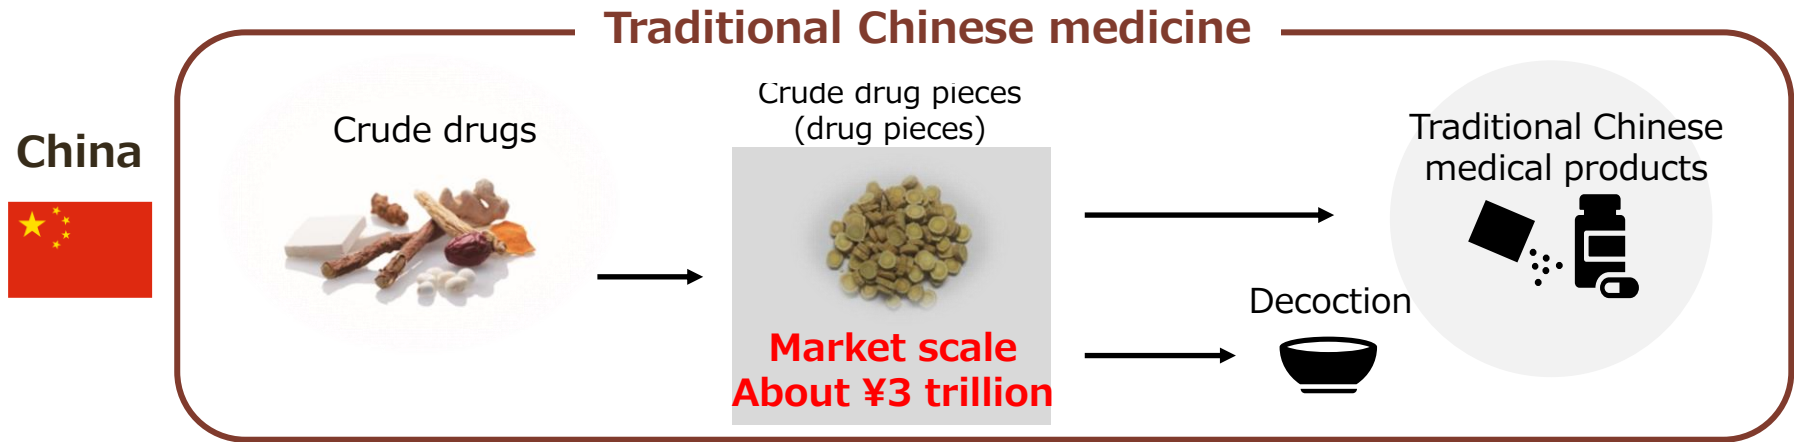 Traditional Chinese medicine
China
Crude drugs
Crude drug pieces
(drug pieces)
Market scale
About ¥3 trillion
Traditional Chinese
medical products
Decoction